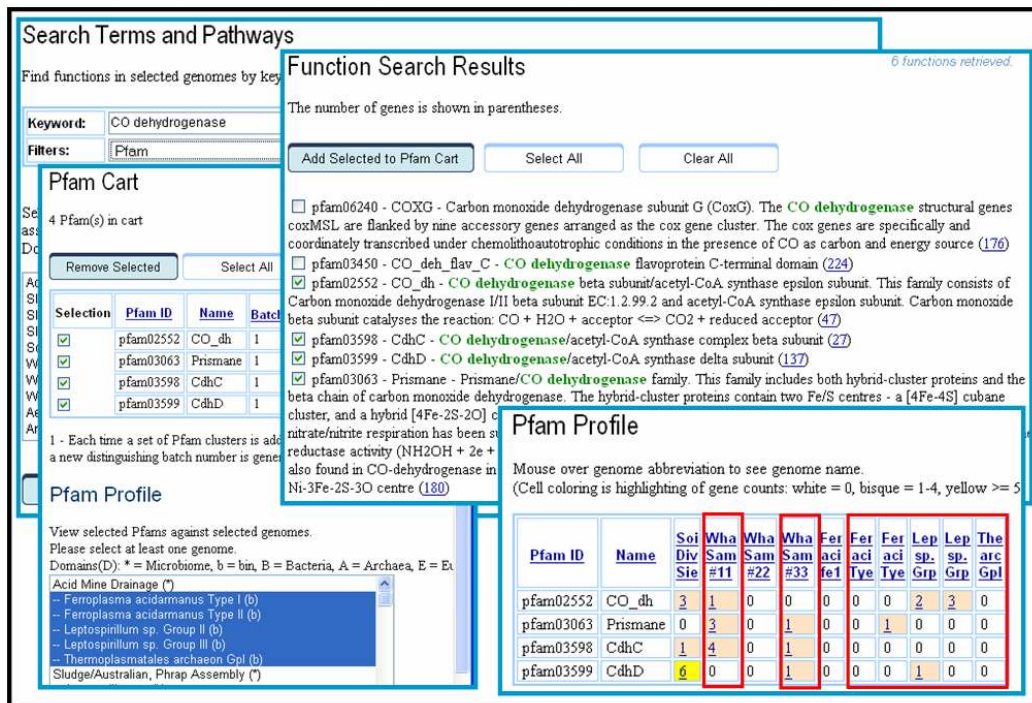 Search Terms and Pathways
Find functions in selected genomes by key
Keyword: CO dehydrogenase
Filters: Pfam
Function Search Results
6 functions retrieved.
The number of genes is shown in parentheses.
Add Selected to Pfam Cart Select All Clear All
pfam06240 - COXG - Carbon monoxide dehydrogenase subunit G (CoxG). The CO dehydrogenase structural genes
coxMSL are flanked by nine accessory genes arranged as the cox gene cluster. The cox genes are specifically and
coordinately transcribed under chemolithoautotrophic conditions in the presence of CO as carbon and energy source (176)
pfam03450 - CO_deh_flav_C - CO dehydrogenase flavoprotein C-terminal domain (224)
pfam02552 - CO_dh - CO dehydrogenase beta subunit/acetyl-CoA synthase epsilon subunit. This family consists of
Carbon monoxide dehydrogenase I/II beta subunit EC:1.2.99.2 and acetyl-CoA synthase epsilon subunit. Carbon monoxide
beta subunit catalyses the reaction: CO + H2O + acceptor <=> CO2 + reduced acceptor (47)
pfam03598 - CdhC - CO dehydrogenase/acetyl-CoA synthase complex beta subunit (27)
pfam03599 - CdhD - CO dehydrogenase/acetyl-CoA synthase delta subunit (137)
pfam03063 - Prismane - Prismane/CO dehydrogenase family. This family includes both hybrid-cluster proteins and the
beta chain of carbon monoxide dehydrogenase. The hybrid-cluster proteins contain two Fe/S centres - a [4Fe-4S] cubane
cluster, and a hybrid [4Fe-2S-2O] c
nitrate/nitrite respiration has been su
reductase activity (NH2OH + 2e +
also found in CO-dehydrogenase in
Ni-3Fe-2S-3O centre (180)
Pfam Cart
4 Pfam(s) in cart
Remove Selected Select All
Selection Pfam ID Name Batc
pfam02552 CO_dh 1
pfam03063 Prismane 1
pfam03598 CdhC 1
pfam03599 CdhD 1
1 - Each time a set of Pfam clusters is add
a new distinguishing batch number is gener
Pfam Profile
View selected Pfams against selected genomes.
Please select at least one genome.
Domains(D): * = Microbiome, b = bin, B = Bacteria, A = Archaea, E = Eu
Acid Mine Drainage (*)
-- Ferroplasma acidarmanus Type I (b)
-- Ferroplasma acidarmanus Type II (b)
-- Leptospirillum sp. Group II (b)
-- Leptospirillum sp. Group III (b)
-- Thermoplasmatales archaeon Gpl (b)
Sludge/Australian, Phrap Assembly (*)
Pfam Profile
Mouse over genome abbreviation to see genome name.
(Cell coloring is highlighting of gene counts: white = 0, bisque = 1-4, yellow >= 5
Pfam ID Name Soi Div Sie Wha Sam #11 Wha Sam #22 Wha Sam #33 Fer aci fe1 Fer aci Tye Fer aci Tye Lep sp. Grp Lep sp. Grp The arc Gpl
pfam02552 CO_dh 3 1 0 0 0 0 0 2 3 0
pfam03063 Prismane 0 3 0 1 0 0 1 0 0 0
pfam03598 CdhC 1 4 0 1 0 0 0 0 0 0
pfam03599 CdhD 6 0 0 1 0 0 0 1 0 0